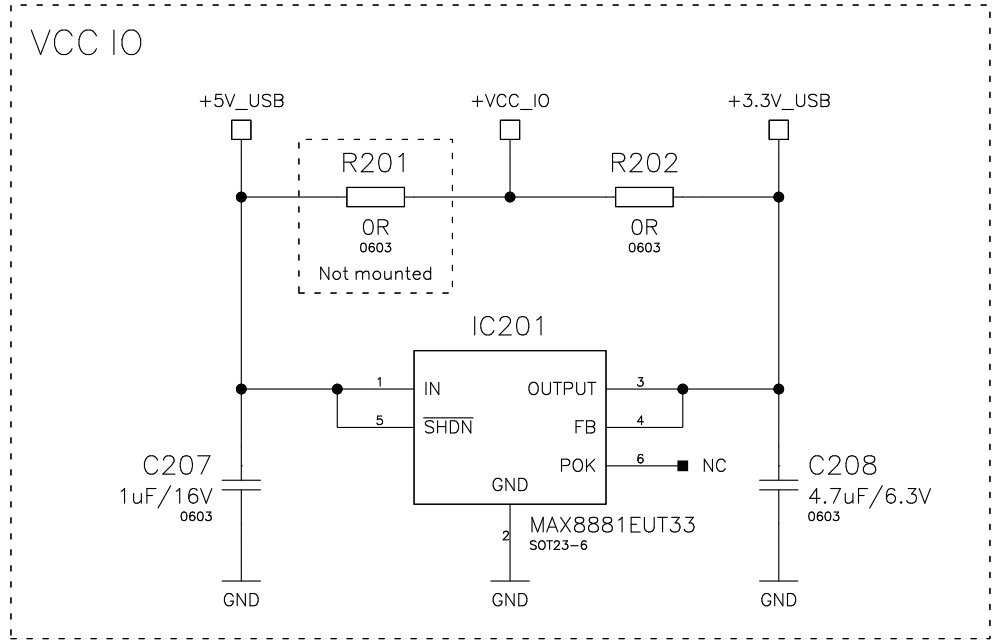 VCC IO
+5V_USB
+VCC_IO
+3.3V_USB
R201
R202
0R
0603
0R
0603
Not mounted
IC201
1
IN
OUTPUT
3
5
SHDN
FB
4
POK
6
NC
GND
C207
1uF/16V
0603
C208
4.7uF/6.3V
0603
2
MAX8881EUT33
SOT23-6
GND
GND
GND